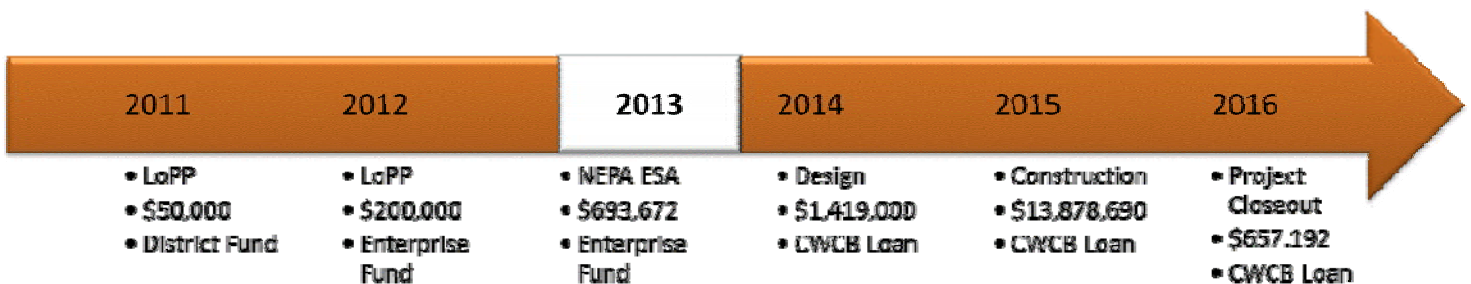 2011
• LoPP
• $50,000
• District Fund
2012
• LoPP
• $200,000
• Enterprise
Fund
2013
• NEPA ESA
• $693,672
• Enterprise
Fund
2014
• Design
• $1,419,000
• CWCB Loan
2015
• Construction
• $13,878,690
• CWCB Loan
2016
• Project
Closeout
• $657.192
• CWCB Loan